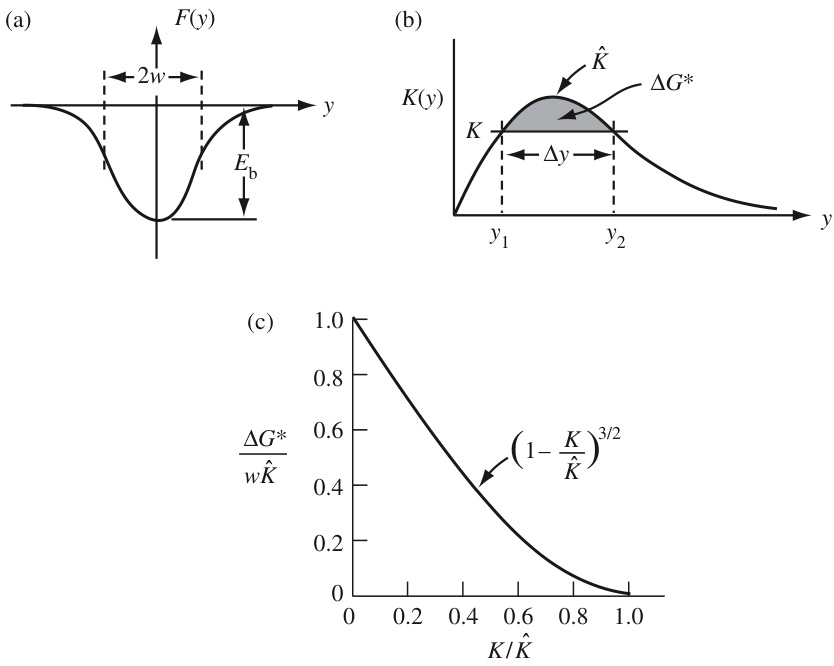 (a)
F(y)
2w
y
E_b
(b)
K̂
ΔG*
K(y)
K
Δy
y
y_1
y_2
(c)
1.0
0.8
0.6
0.4
0.2
0
ΔG*
wK̂
(1– K/K̂)^3/2
0 0.2 0.4 0.6 0.8 1.0
K/K̂